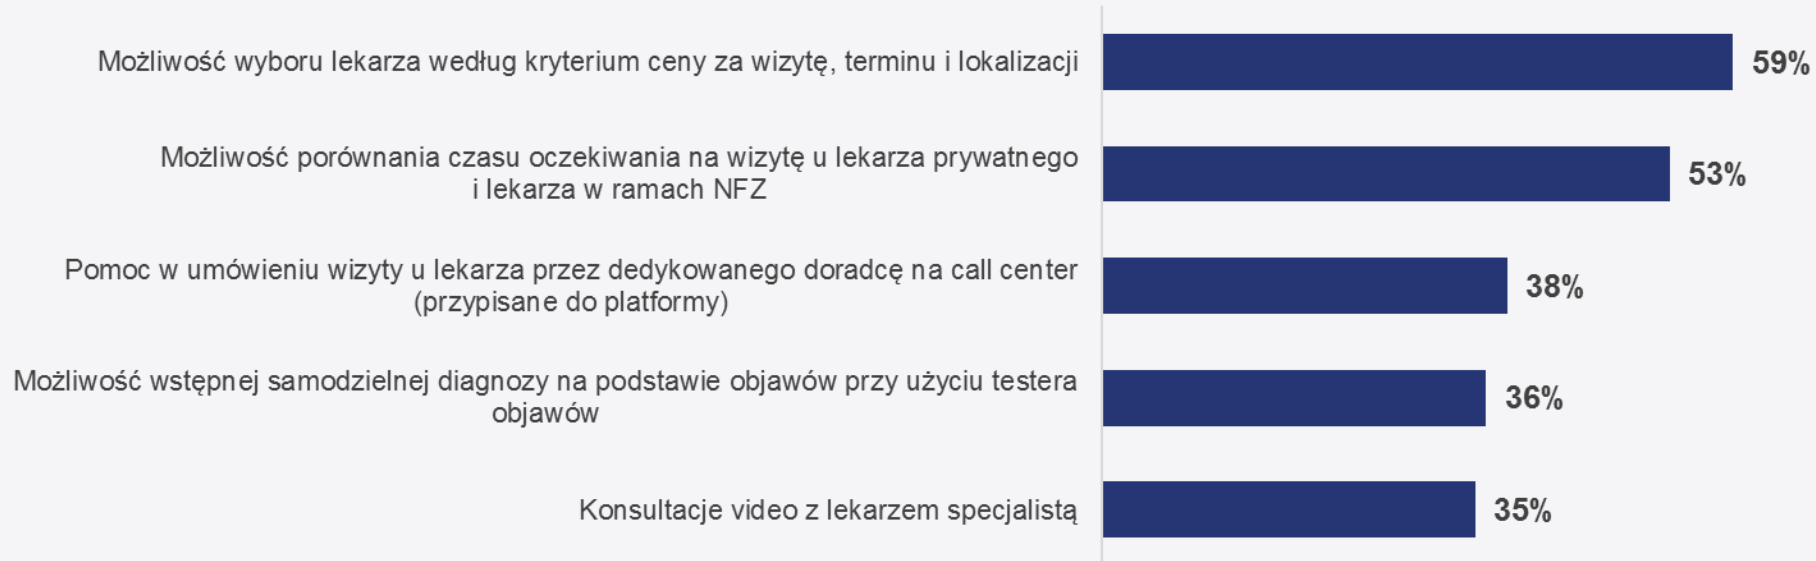 Możliwość wyboru lekarza według kryterium ceny za wizytę, terminu i lokalizacji
59%
Możliwość porównania czasu oczekiwania na wizytę u lekarza prywatnego
i lekarza w ramach NFZ
53%
Pomoc w umówieniu wizyty u lekarza przez dedykowanego doradcę na call center
(przypisane do platformy)
38%
Możliwość wstępnej samodzielnej diagnozy na podstawie objawów przy użyciu testera
objawów
36%
Konsultacje video z lekarzem specjalistą
35%